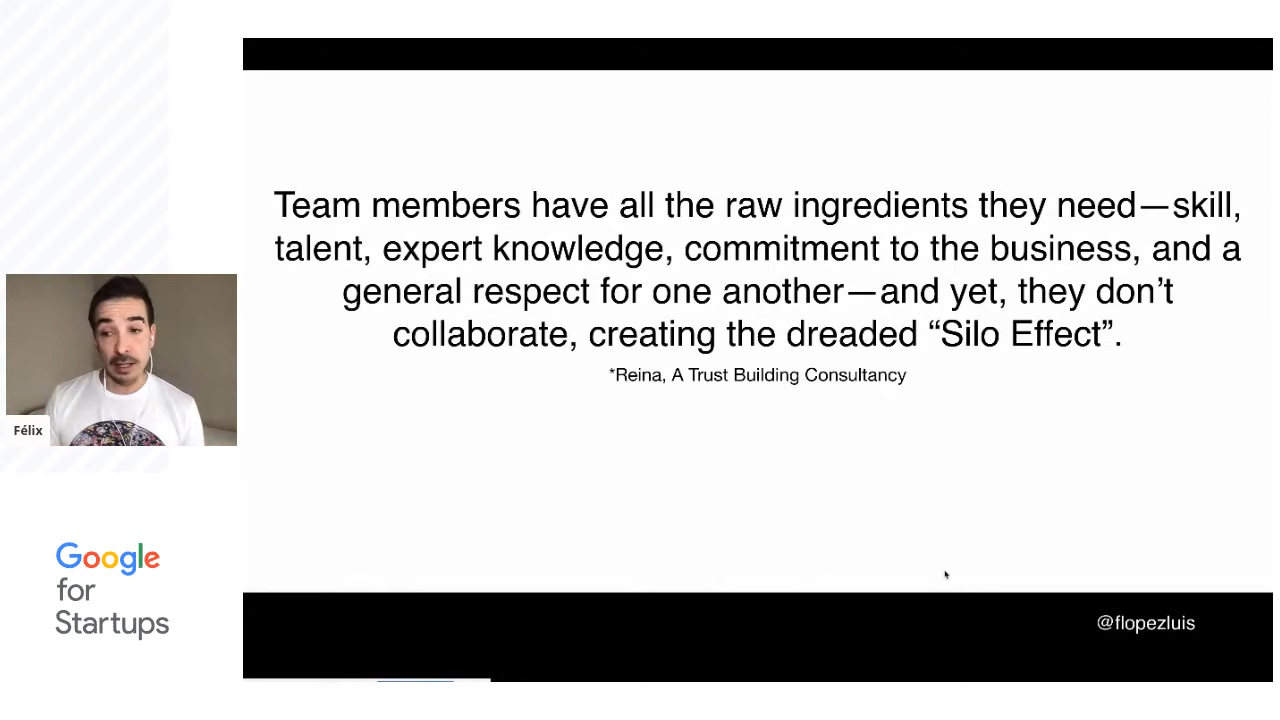 Team members have all the raw ingredients they need—skill,
talent, expert knowledge, commitment to the business, and a
general respect for one another—and yet, they don’t
collaborate, creating the dreaded “Silo Effect”.
*Reina, A Trust Building Consultancy
Félix
Google
for
Startups
@flopezluis